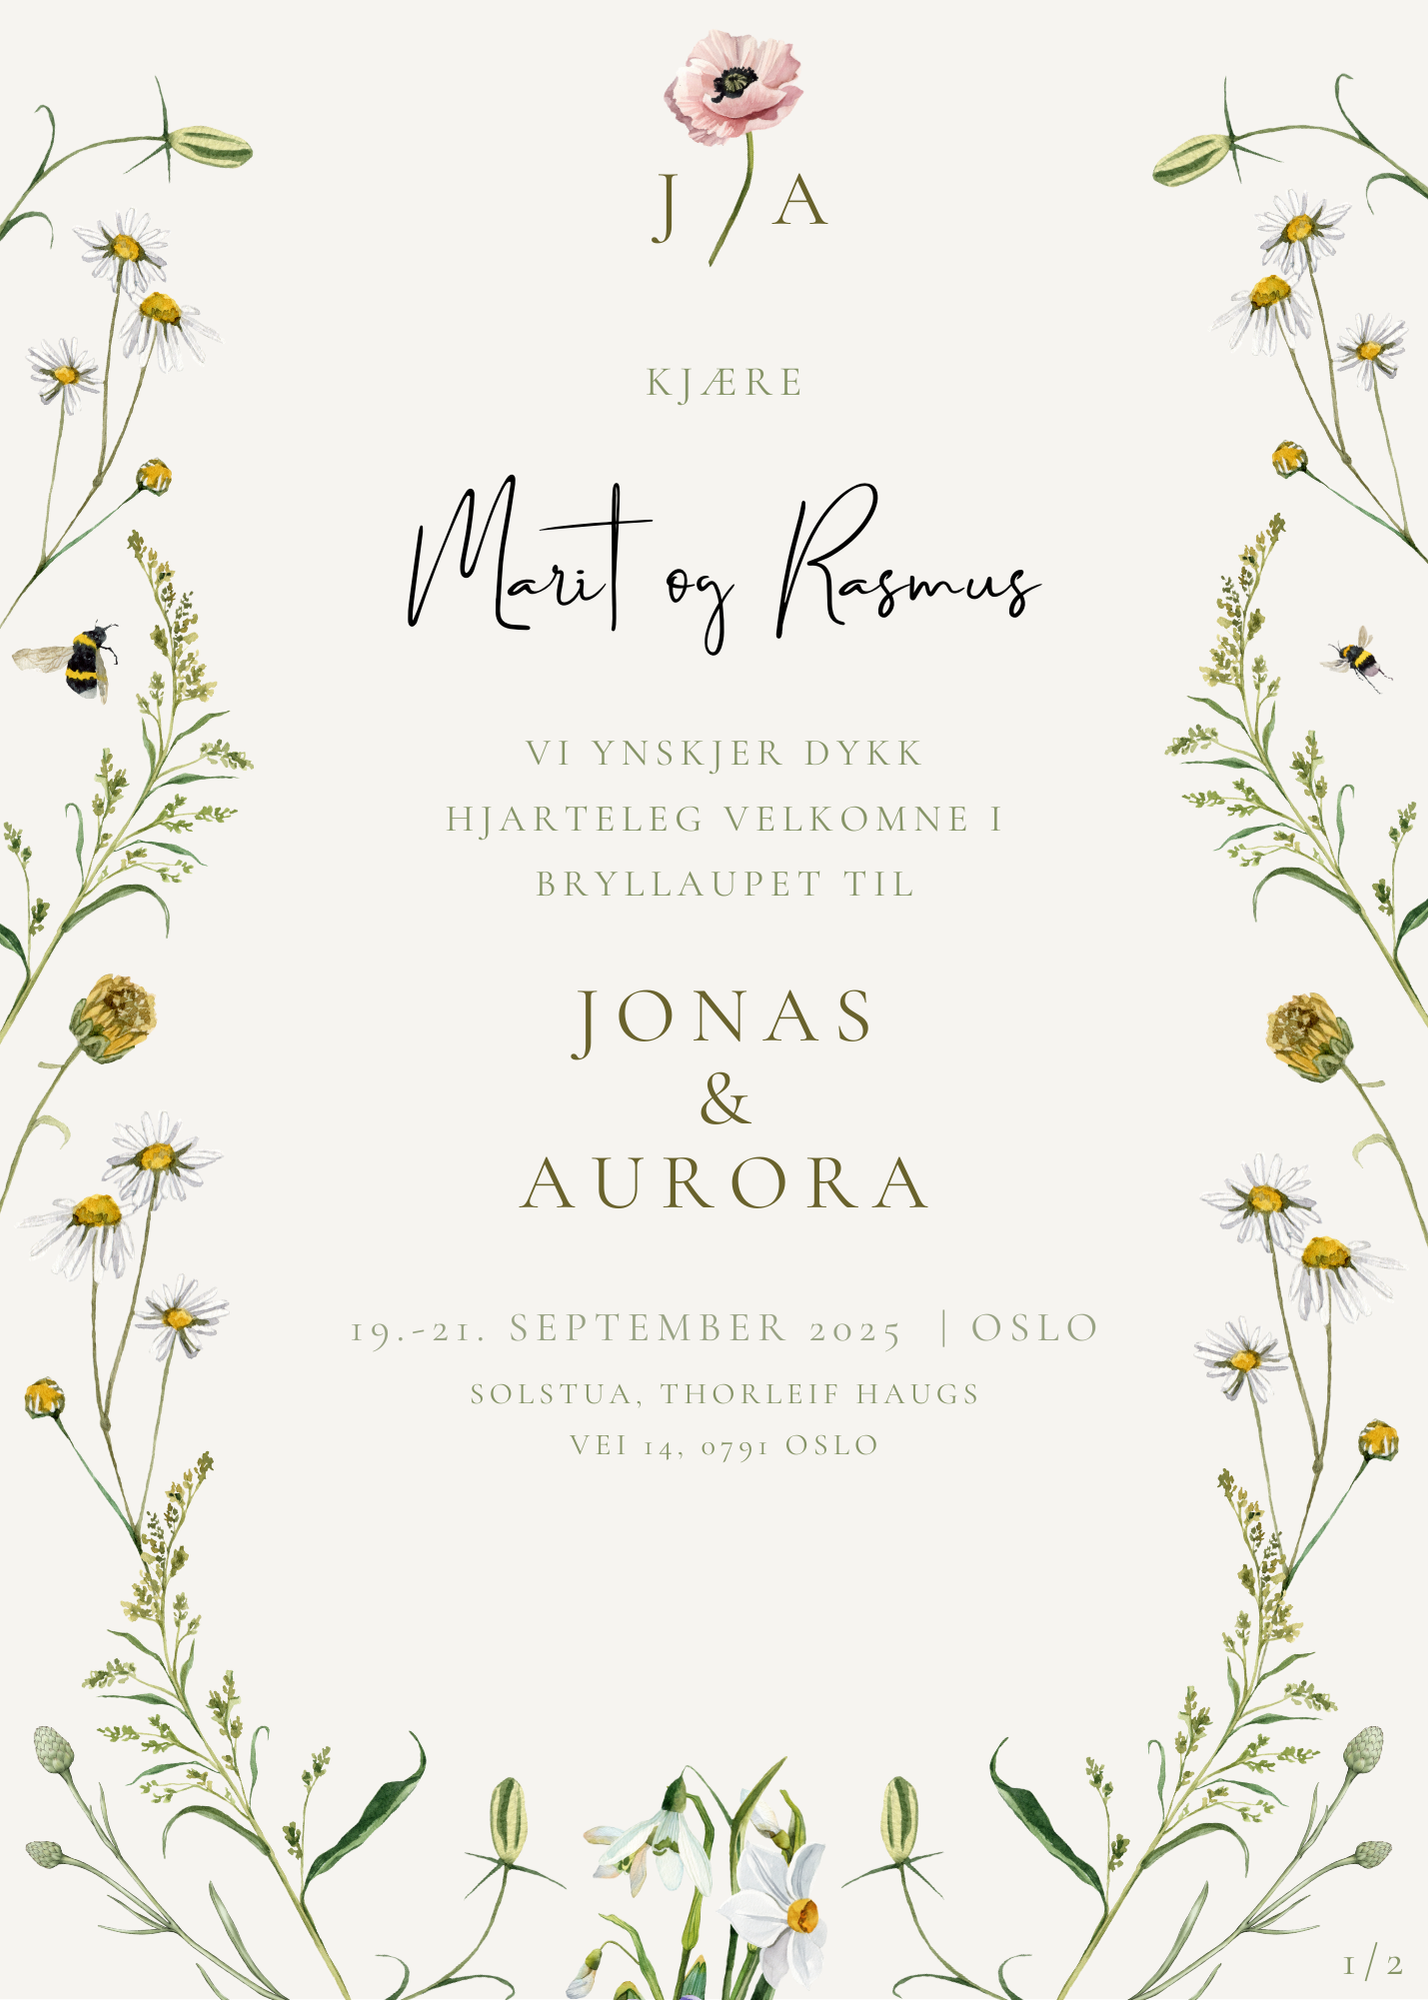 J A
KJÆRE
Marit og Rasmus
VI YNSKJER DYKK
HJARTELEG VELKOMNE I
BRYLLAUPET TIL
JONAS
&
AURORA
19.-21. SEPTEMBER 2025 | OSLO
SOLSTUA, THORLEIF HAUGS
VEI 14, 0791 OSLO
1/2